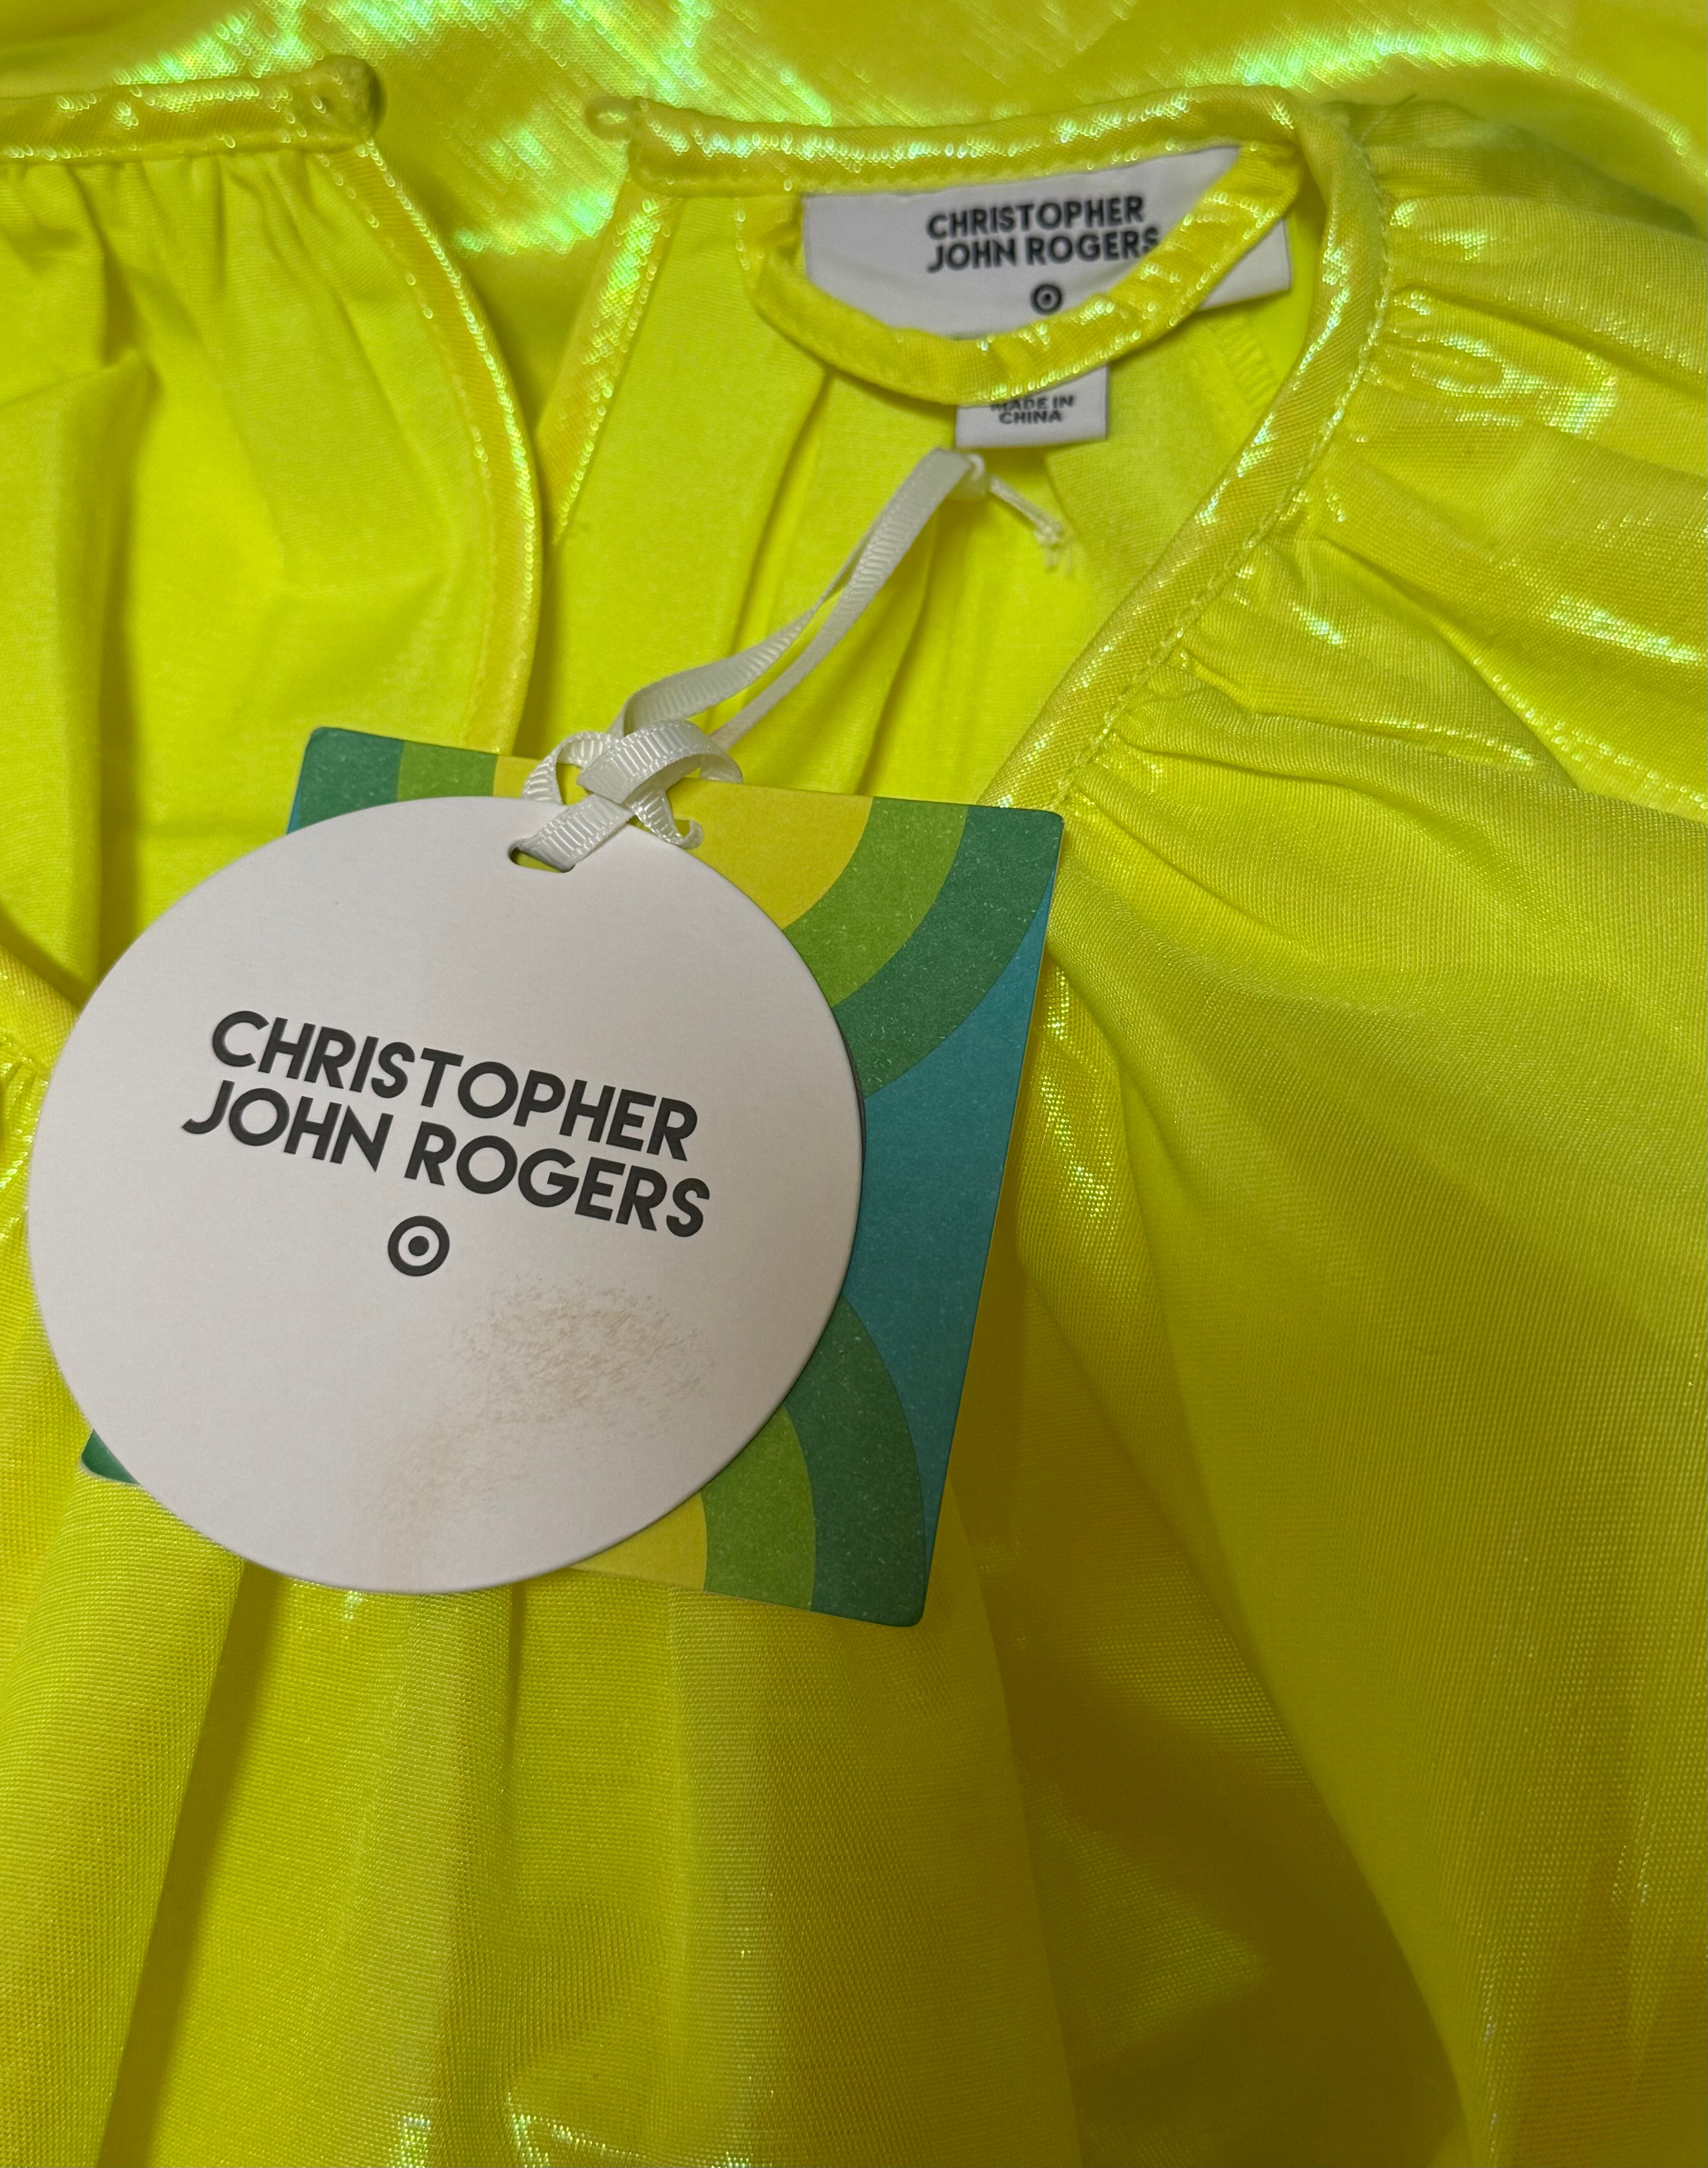 CHRISTOPHER
JOHN ROGERS
MADE IN
CHINA
CHRISTOPHER
JOHN ROGERS